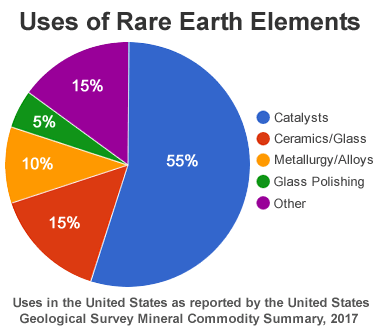 Uses of Rare Earth Elements
15%
5%
10%
15%
55%
Catalysts
Ceramics/Glass
Metallurgy/Alloys
Glass Polishing
Other
Uses in the United States as reported by the United States
Geological Survey Mineral Commodity Summary, 2017